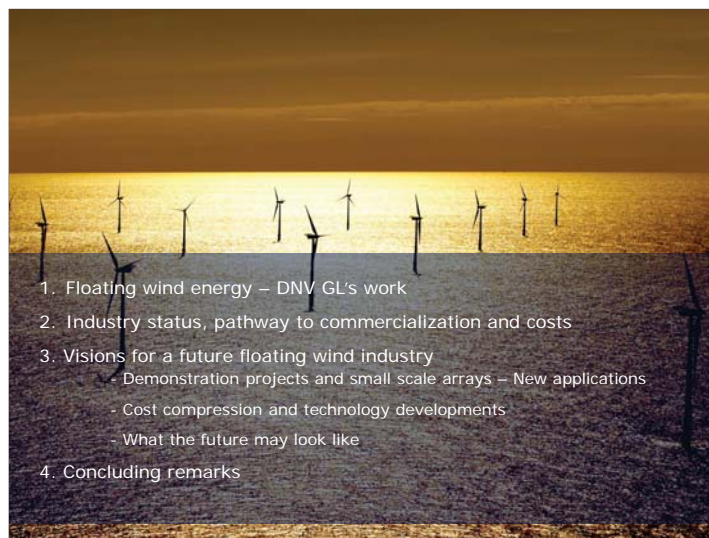 1. Floating wind energy – DNV GL's work
2. Industry status, pathway to commercialization and costs
3. Visions for a future floating wind industry
- Demonstration projects and small scale arrays – New applications
- Cost compression and technology developments
- What the future may look like
4. Concluding remarks